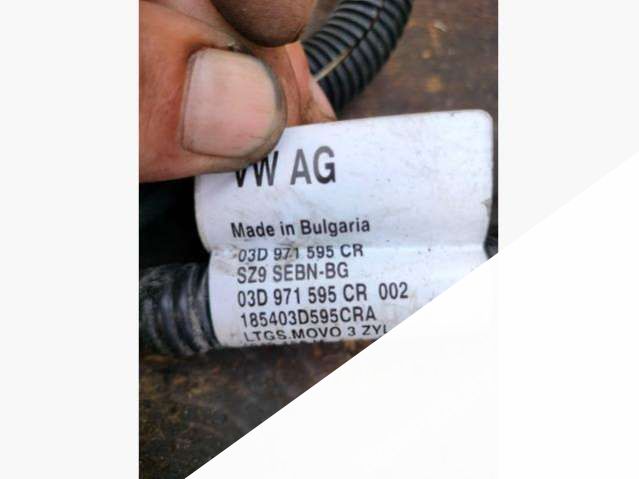 VW AG
Made in Bulgaria
03D 971 595 CR
SZ9 SEBN-BG
03D 971 595 CR 002
185403D595CRA
LTGS.MOVO 3 ZYL